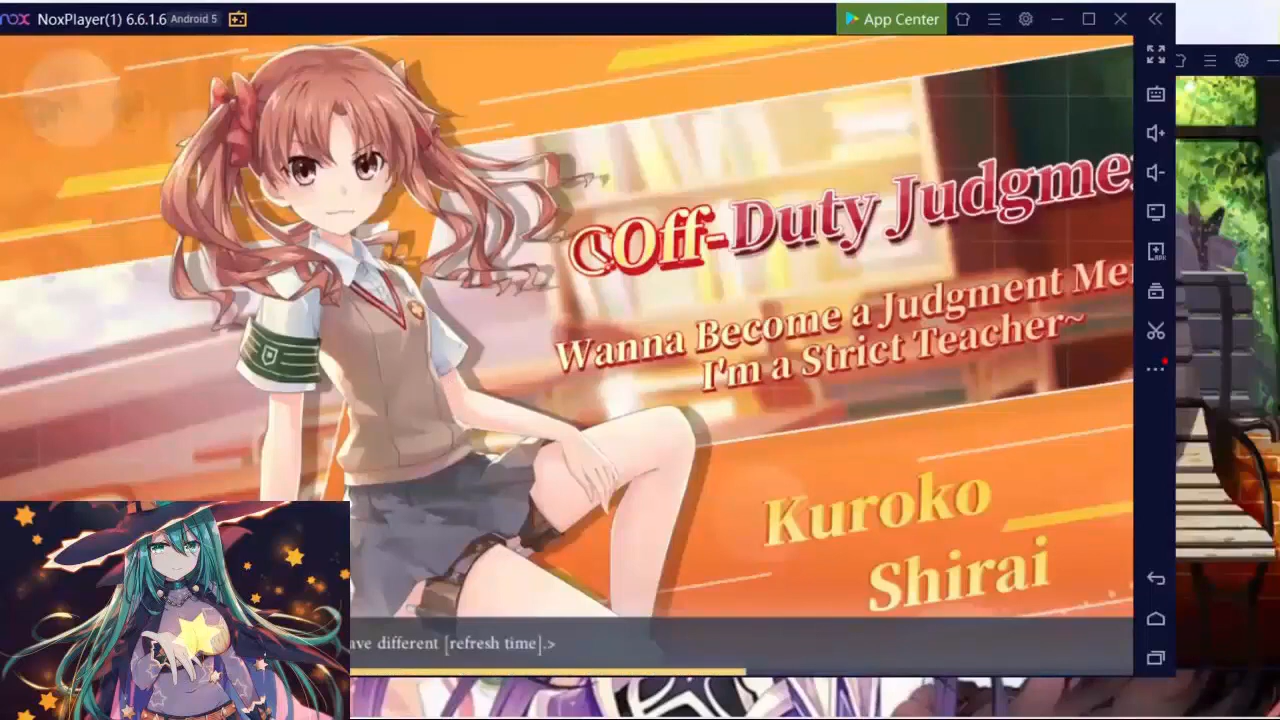 nox NoxPlayer(1) 6.6.1.6 Android 5
App Center
Off-Duty Judgme
Wanna Become a Judgment Me
I'm a Strict Teacher~
Kuroko
Shirai
ave different [refresh time].>